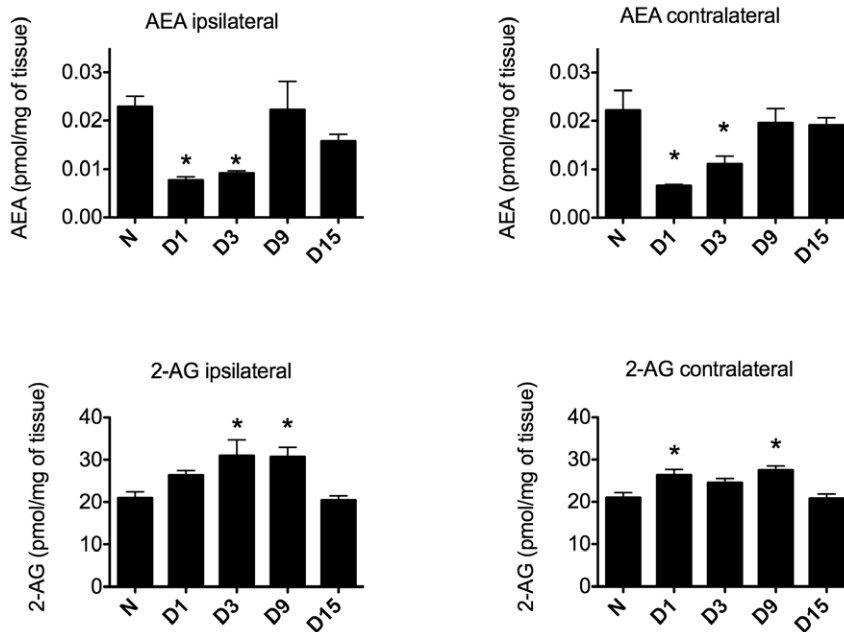 AEA ipsilateral
AEA (pmol/mg of tissue)
0.03
0.02
0.01
0.00
* *
N D1 D3 D9 D15
AEA contralateral
AEA (pmol/mg of tissue)
0.03
0.02
0.01
0.00
* *
N D1 D3 D9 D15
2-AG ipsilateral
2-AG (pmol/mg of tissue)
40
30
20
10
0
* *
N D1 D3 D9 D15
2-AG contralateral
2-AG (pmol/mg of tissue)
40
30
20
10
0
* *
N D1 D3 D9 D15